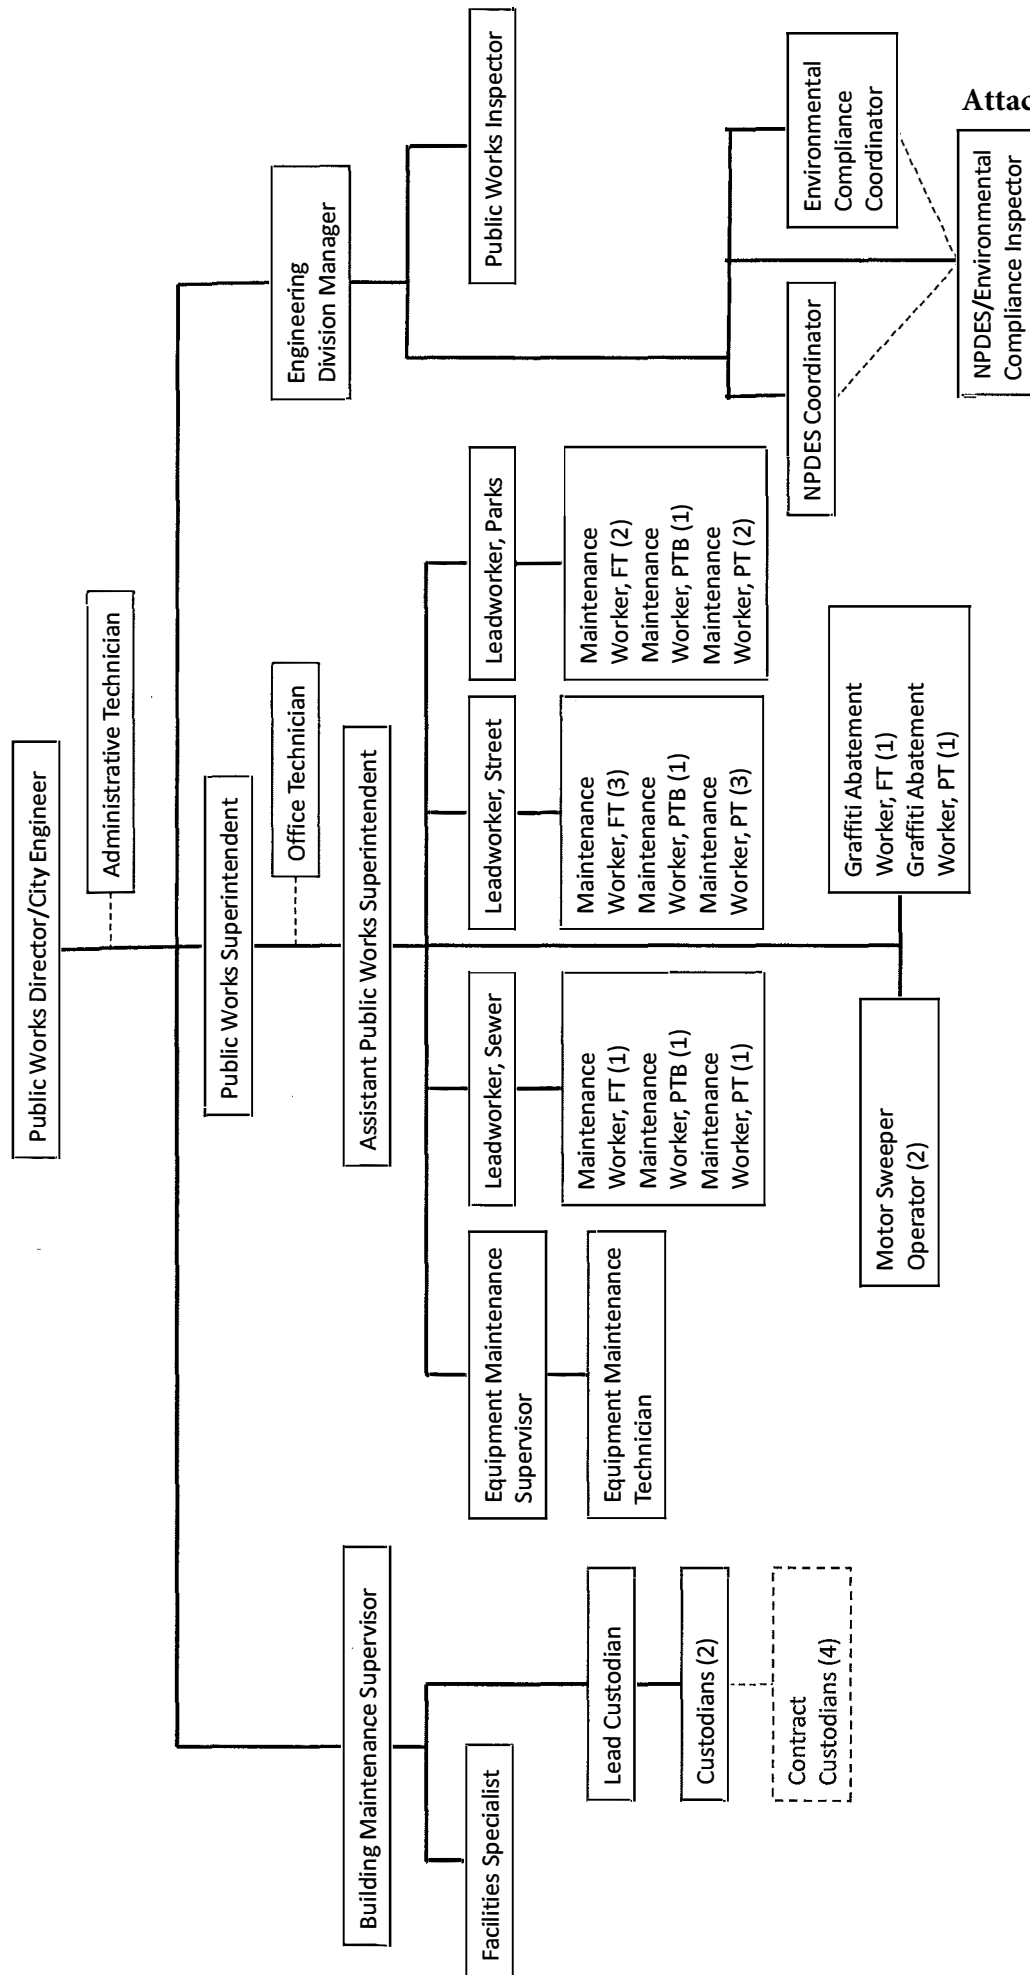 Public Works Director/City Engineer
Administrative Technician
Public Works Superintendent
Office Technician
Building Maintenance Supervisor
Assistant Public Works Superintendent
Engineering
Division Manager
Facilities Specialist
Lead Custodian
Custodians (2)
Contract
Custodians (4)
Equipment Maintenance
Supervisor
Equipment Maintenance
Technician
Leadworker, Sewer
Maintenance
Worker, FT (1)
Maintenance
Worker, PTB (1)
Maintenance
Worker, PT (1)
Leadworker, Street
Maintenance
Worker, FT (3)
Maintenance
Worker, PTB (1)
Maintenance
Worker, PT (3)
Leadworker, Parks
Maintenance
Worker, FT (2)
Maintenance
Worker, PTB (1)
Maintenance
Worker, PT (2)
Motor Sweeper
Operator (2)
Graffiti Abatement
Worker, FT (1)
Graffiti Abatement
Worker, PT (1)
Public Works Inspector
NPDES Coordinator
Environmental
Compliance
Coordinator
NPDES/Environmental
Compliance Inspector
Attac